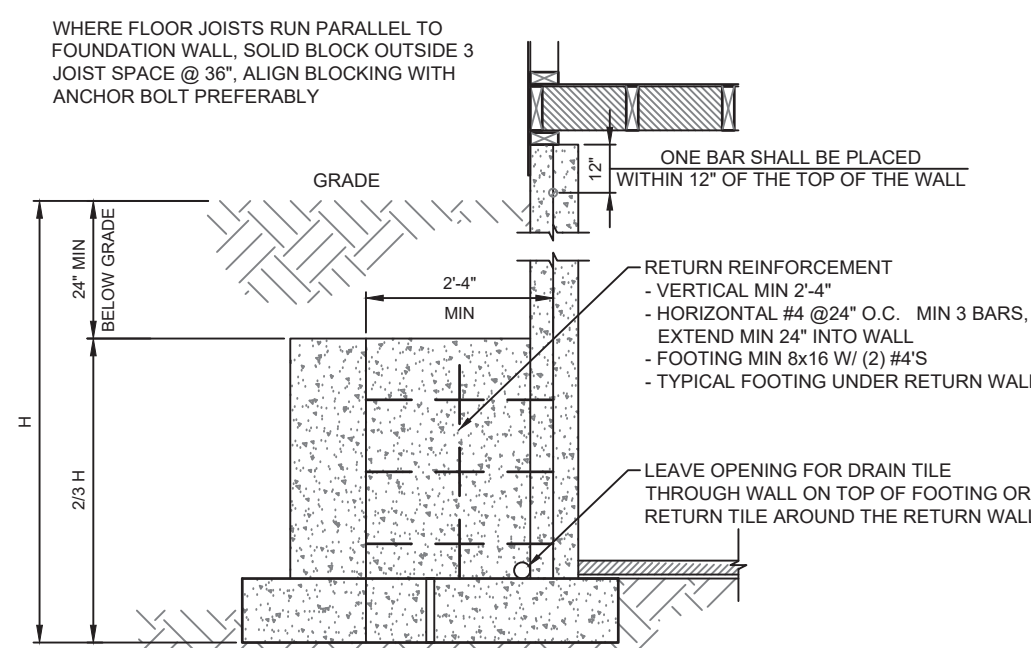 WHERE FLOOR JOISTS RUN PARALLEL TO
FOUNDATION WALL, SOLID BLOCK OUTSIDE 3
JOIST SPACE @ 36", ALIGN BLOCKING WITH
ANCHOR BOLT PREFERABLY
GRADE
12"
ONE BAR SHALL BE PLACED
WITHIN 12" OF THE TOP OF THE WALL
24" MIN
BELOW GRADE
2'-4"
MIN
RETURN REINFORCEMENT
- VERTICAL MIN 2'-4"
- HORIZONTAL #4 @24" O.C. MIN 3 BARS,
EXTEND MIN 24" INTO WALL
- FOOTING MIN 8x16 W/ (2) #4'S
- TYPICAL FOOTING UNDER RETURN WALL
H
2/3 H
LEAVE OPENING FOR DRAIN TILE
THROUGH WALL ON TOP OF FOOTING OR
RETURN TILE AROUND THE RETURN WALL